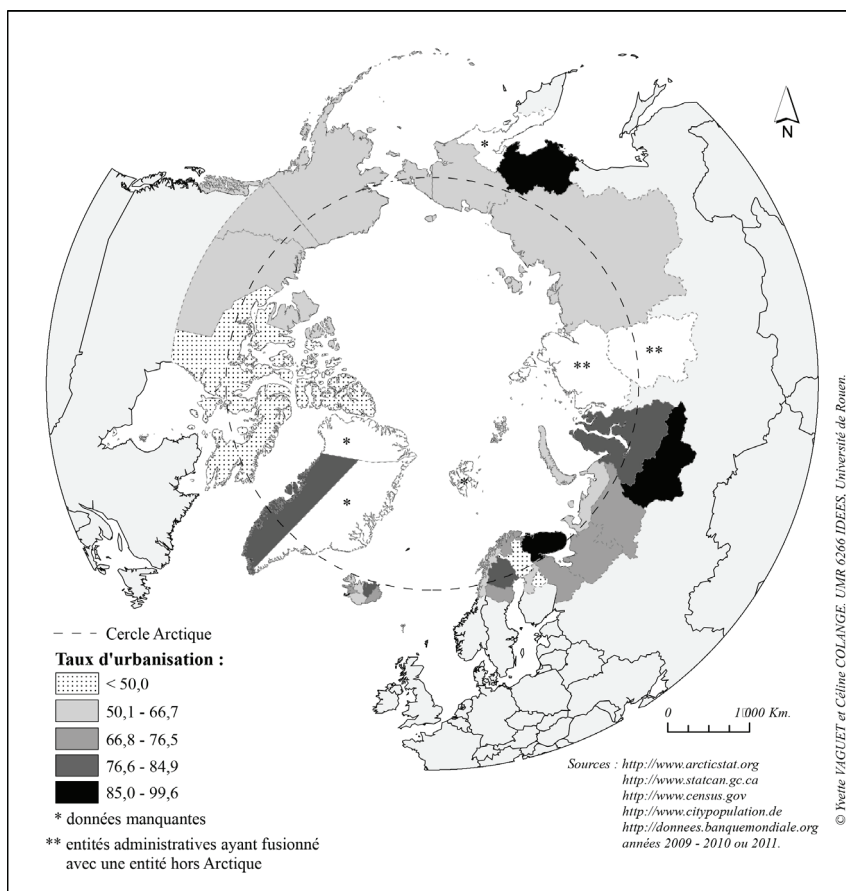 *
N
**
**
*
*
*
— — — Cercle Arctique
Taux d'urbanisation :
< 50,0
50,1 - 66,7
66,8 - 76,5
76,6 - 84,9
85,0 - 99,6
* données manquantes
** entités administratives ayant fusionné
avec une entité hors Arctique
0 1000 Km.
Sources : http://www.arcticstat.org
http://www.statcan.gc.ca
http://www.census.gov
http://www.citypopulation.de
http://donnees.banquemondiale.org
années 2009 - 2010 ou 2011.
© Yvette VAGUET et Céline COLANGE. UMR 6266 IDEES, Université de Rouen.